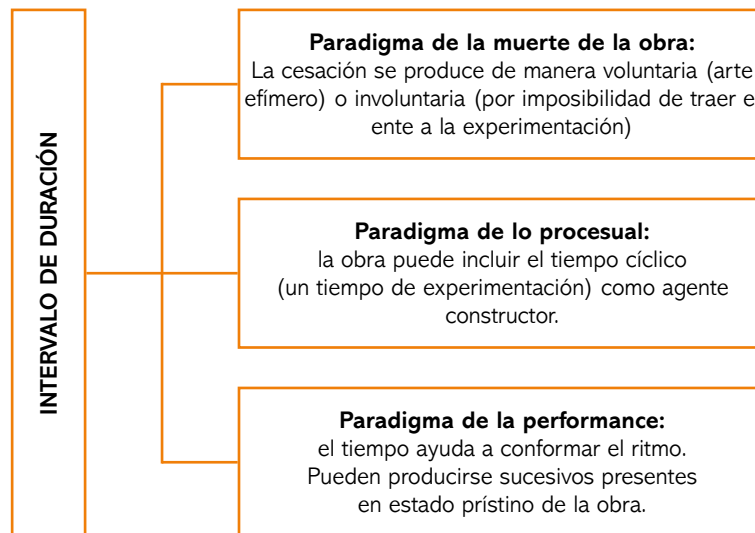 INTERVALO DE DURACIÓN
Paradigma de la muerte de la obra:
La cesación se produce de manera voluntaria (arte
efímero) o involuntaria (por imposibilidad de traer e
ente a la experimentación)
Paradigma de lo procesual:
la obra puede incluir el tiempo cíclico
(un tiempo de experimentación) como agente
constructor.
Paradigma de la performance:
el tiempo ayuda a conformar el ritmo.
Pueden producirse sucesivos presentes
en estado prístino de la obra.